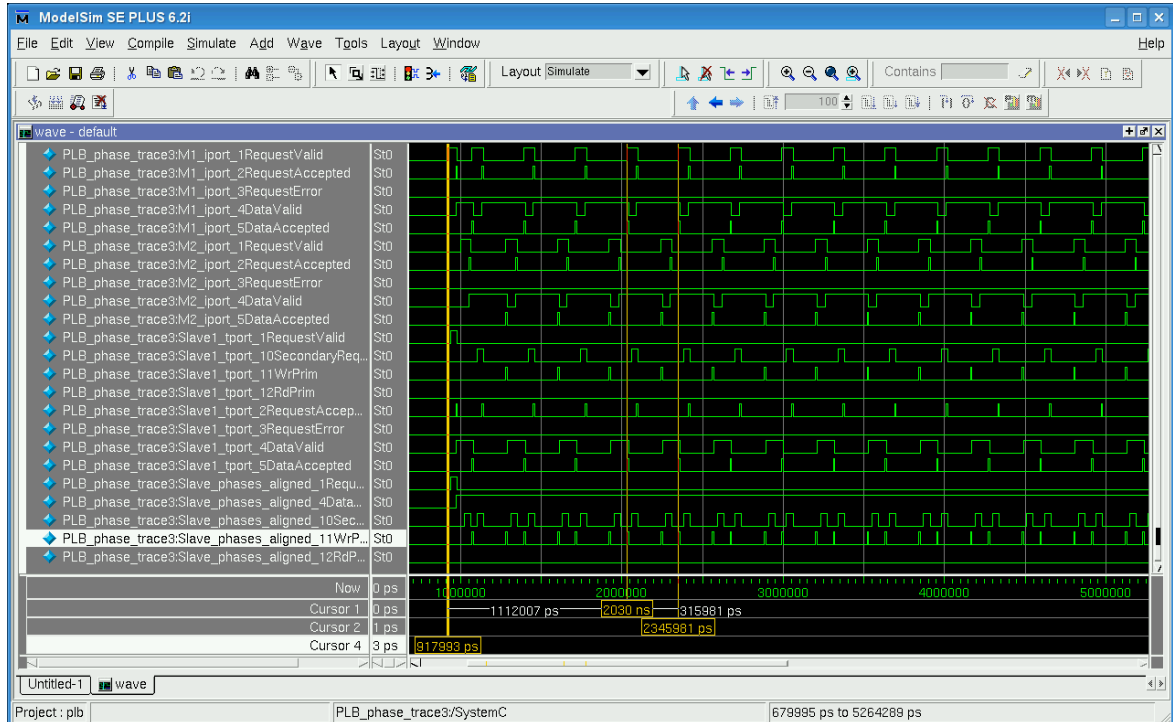 ModelSim SE PLUS 6.2i
File Edit View Compile Simulate Add Wave Tools Layout Window Help
Layout Simulate Contains
100
wave - default
PLB_phase_trace3:M1_iport_1RequestValid St0
PLB_phase_trace3:M1_iport_2RequestAccepted St0
PLB_phase_trace3:M1_iport_3RequestError St0
PLB_phase_trace3:M1_iport_4DataValid St0
PLB_phase_trace3:M1_iport_5DataAccepted St0
PLB_phase_trace3:M2_iport_1RequestValid St0
PLB_phase_trace3:M2_iport_2RequestAccepted St0
PLB_phase_trace3:M2_iport_3RequestError St0
PLB_phase_trace3:M2_iport_4DataValid St0
PLB_phase_trace3:M2_iport_5DataAccepted St0
PLB_phase_trace3:Slave1_tport_1RequestValid St0
PLB_phase_trace3:Slave1_tport_10SecondaryReq... St0
PLB_phase_trace3:Slave1_tport_11WrPrim St0
PLB_phase_trace3:Slave1_tport_12RdPrim St0
PLB_phase_trace3:Slave1_tport_2RequestAccep... St0
PLB_phase_trace3:Slave1_tport_3RequestError St0
PLB_phase_trace3:Slave1_tport_4DataValid St0
PLB_phase_trace3:Slave1_tport_5DataAccepted St0
PLB_phase_trace3:Slave_phases_aligned_1Requ... St0
PLB_phase_trace3:Slave_phases_aligned_4Data... St0
PLB_phase_trace3:Slave_phases_aligned_10Sec... St0
PLB_phase_trace3:Slave_phases_aligned_11WrP... St0
PLB_phase_trace3:Slave_phases_aligned_12RdP... St0
Now 0 ps 1000000 2000000 3000000 4000000 5000000
Cursor 1 0 ps 1112007 ps 2030 ns 315981 ps
Cursor 2 1 ps 2345981 ps
Cursor 4 3 ps 917993 ps
Untitled-1 wave
Project : plb PLB_phase_trace3:/SystemC 679995 ps to 5264289 ps